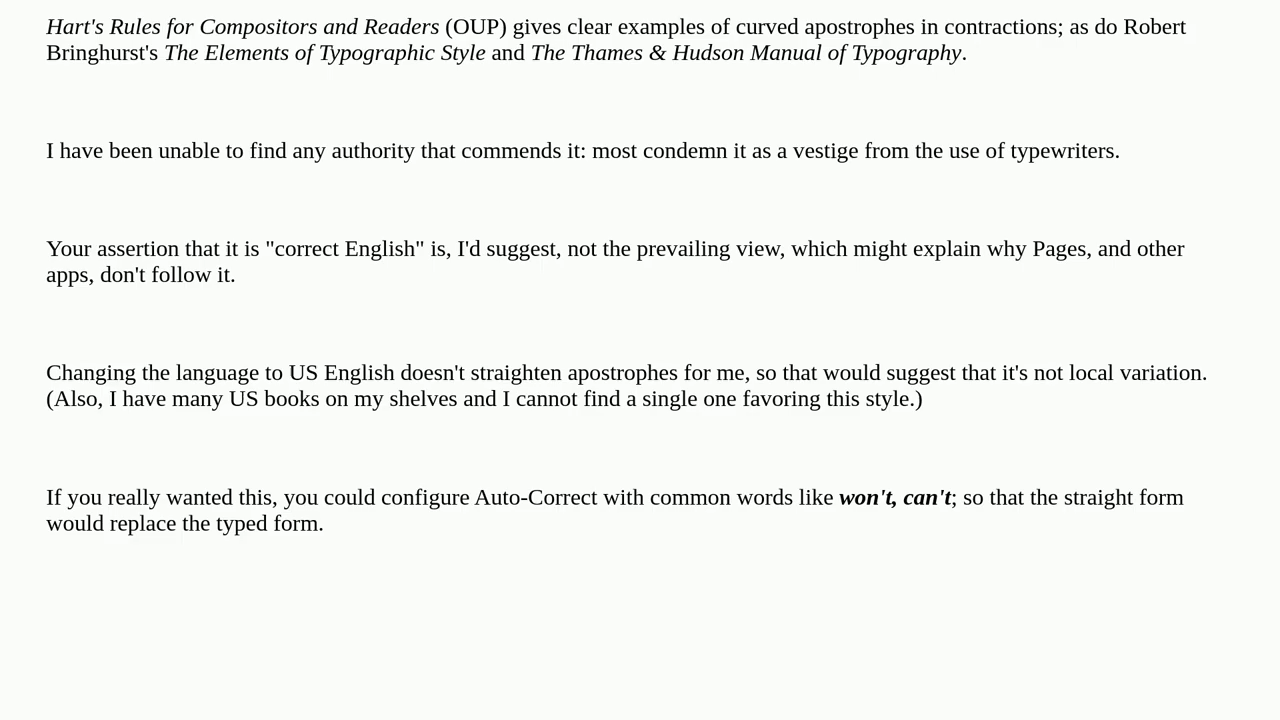 Hart's Rules for Compositors and Readers (OUP) gives clear examples of curved apostrophes in contractions; as do Robert
Bringhurst's The Elements of Typographic Style and The Thames & Hudson Manual of Typography.
I have been unable to find any authority that commends it: most condemn it as a vestige from the use of typewriters.
Your assertion that it is "correct English" is, I'd suggest, not the prevailing view, which might explain why Pages, and other
apps, don't follow it.
Changing the language to US English doesn't straighten apostrophes for me, so that would suggest that it's not local variation.
(Also, I have many US books on my shelves and I cannot find a single one favoring this style.)
If you really wanted this, you could configure Auto-Correct with common words like won't, can't; so that the straight form
would replace the typed form.